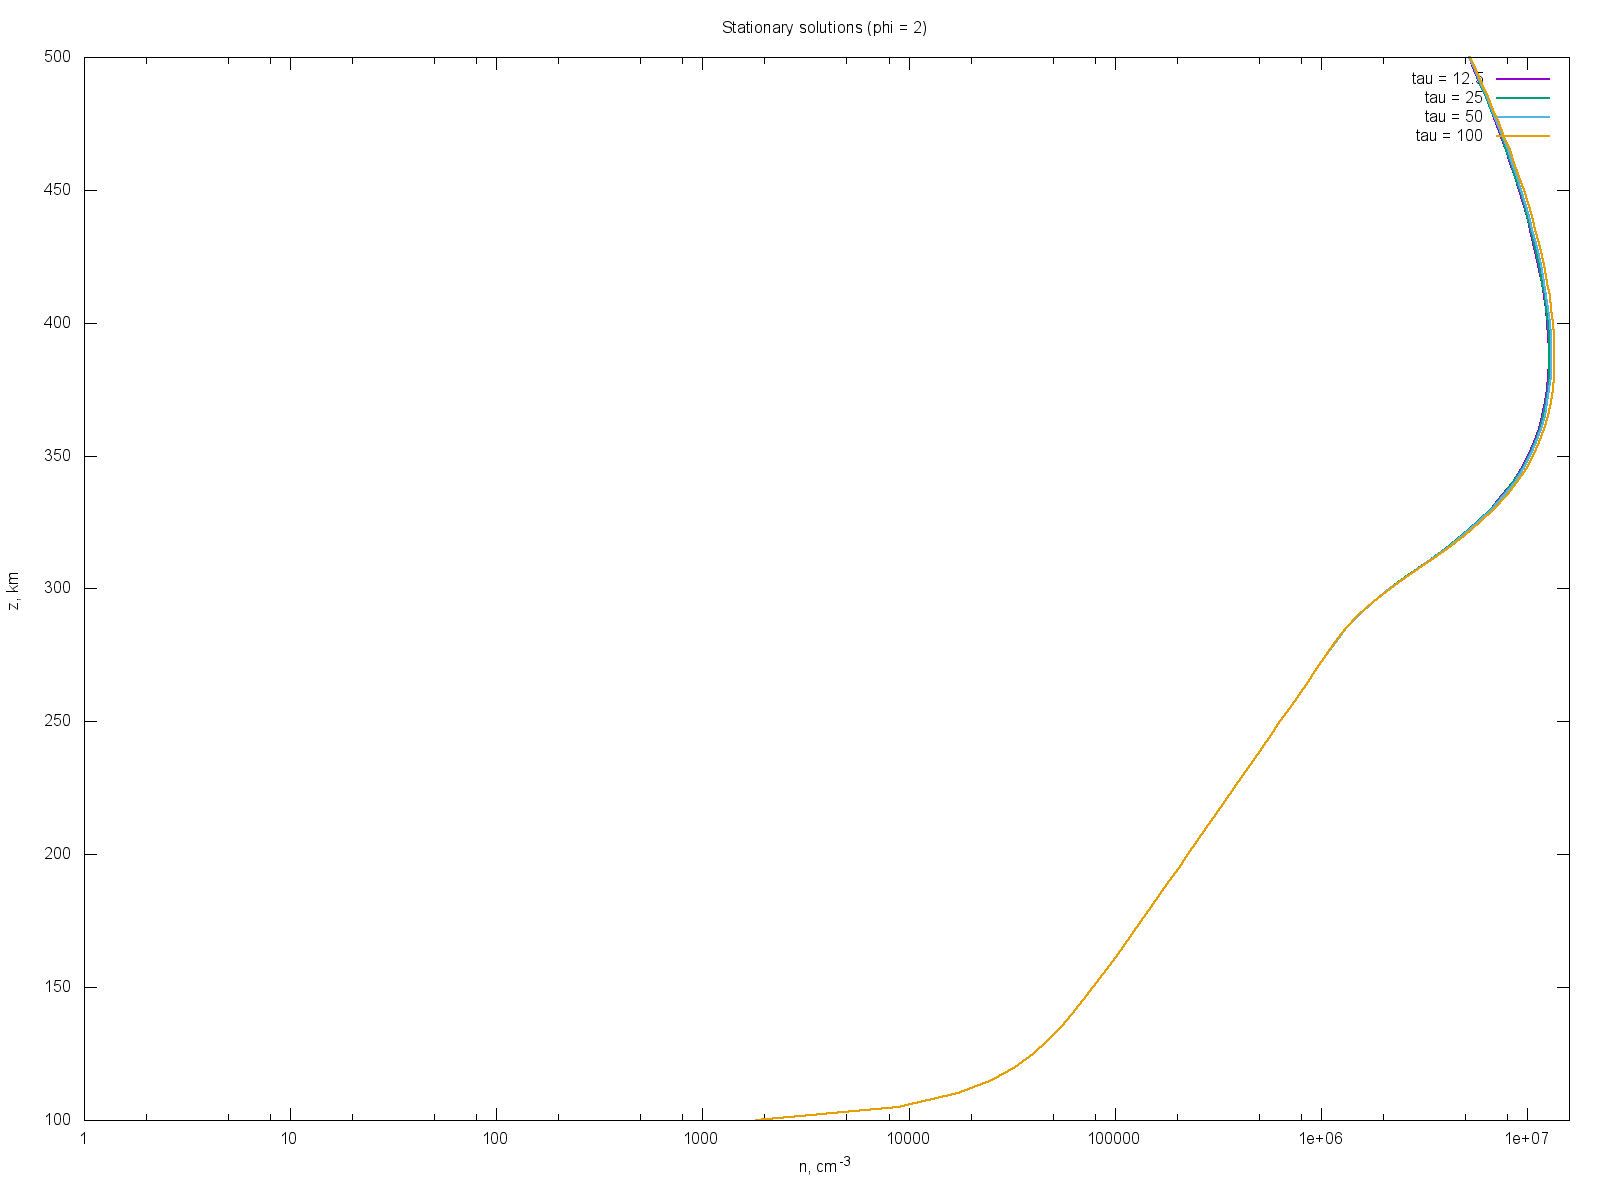 Stationary solutions (phi = 2)
500
tau = 12.5
tau = 25
tau = 50
tau = 100
450
400
350
300
z, km
250
200
150
100
1 10 100 1000 10000 100000 1e+06 1e+07
n, cm-3